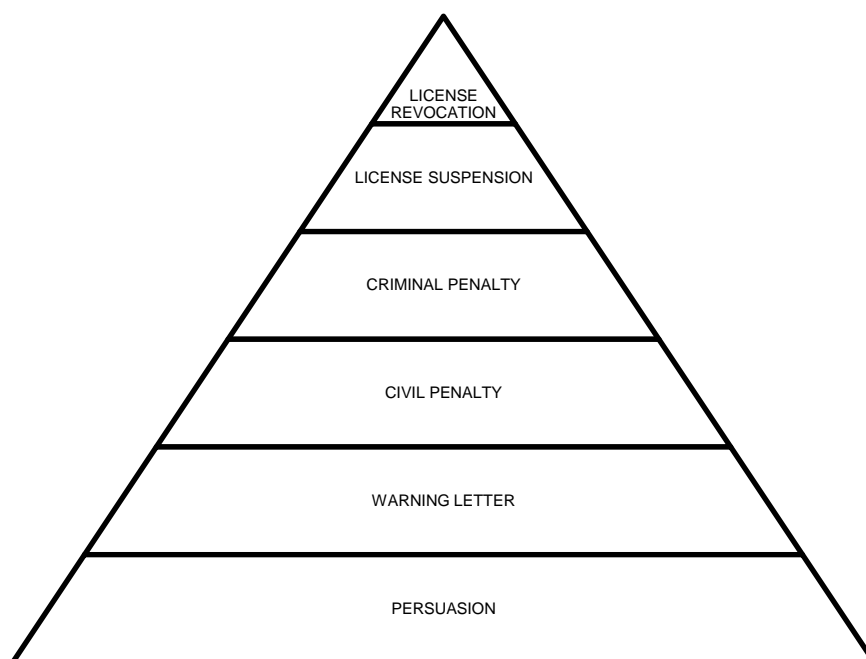 LICENSE
REVOCATION
LICENSE SUSPENSION
CRIMINAL PENALTY
CIVIL PENALTY
WARNING LETTER
PERSUASION